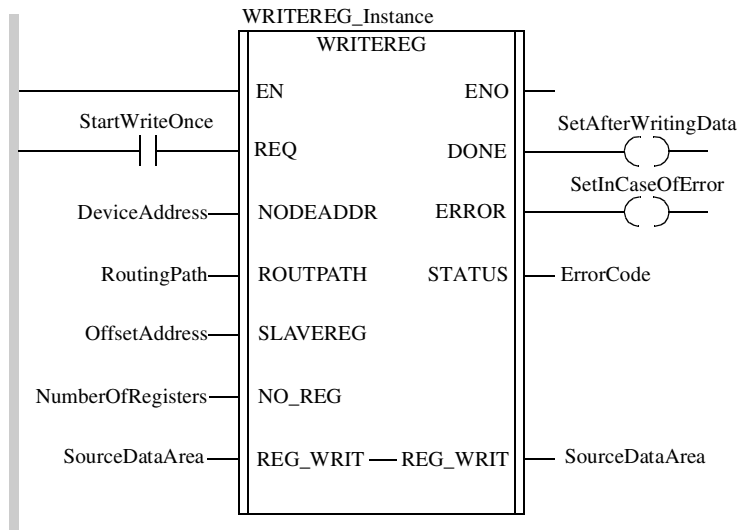 WRITEREG_Instance
WRITEREG
EN ENO
StartWriteOnce SetAfterWritingData
REQ DONE
SetInCaseOfError
DeviceAddress NODEADDR ERROR
RoutingPath ROUTPATH STATUS ErrorCode
OffsetAddress SLAVEREG
NumberOfRegisters NO_REG
SourceDataArea REG_WRIT REG_WRIT SourceDataArea